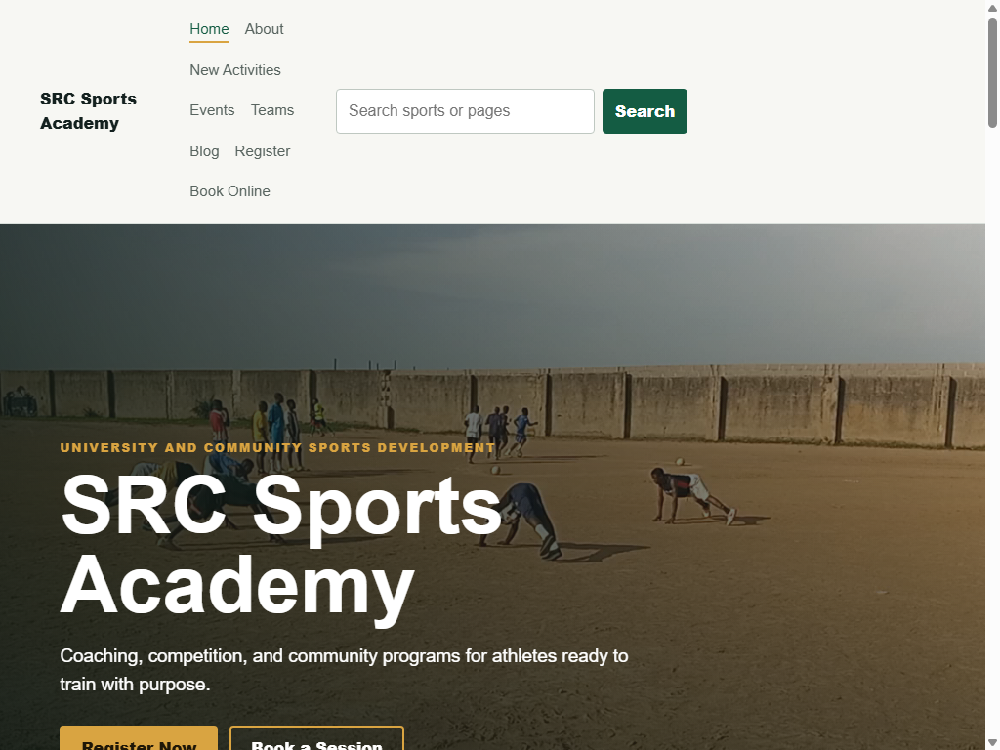 SRC Sports
Academy
Home About
New Activities
Events Teams
Blog Register
Book Online
Search sports or pages
Search
UNIVERSITY AND COMMUNITY SPORTS DEVELOPMENT
SRC Sports
Academy
Coaching, competition, and community programs for athletes ready to
train with purpose.
Register Now
Book a Session